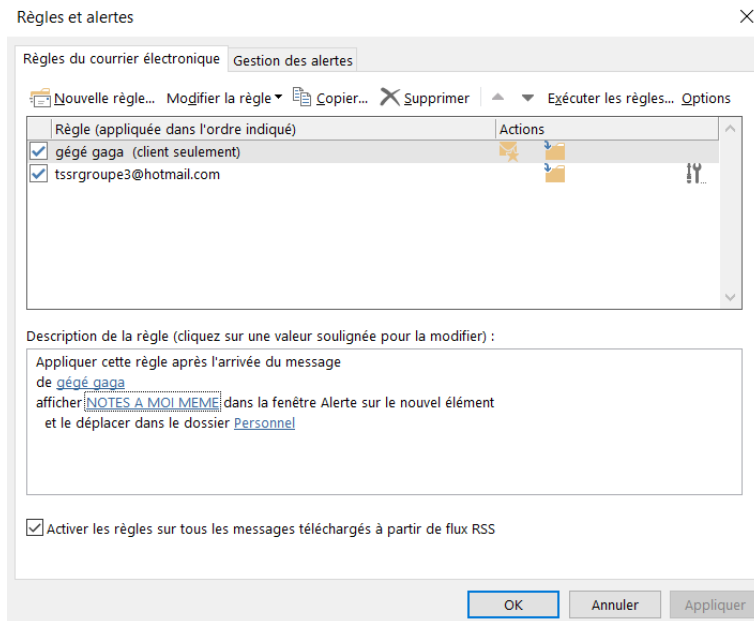 Règles et alertes
Règles du courrier électronique Gestion des alertes
Nouvelle règle... Modifier la règle Copier... Supprimer Exécuter les règles... Options
Règle (appliquée dans l'ordre indiqué) Actions
gégé gaga (client seulement)
tssrgroupe3@hotmail.com
Description de la règle (cliquez sur une valeur soulignée pour la modifier) :
Appliquer cette règle après l'arrivée du message
de gégé gaga
afficher NOTES A MOI MEME dans la fenêtre Alerte sur le nouvel élément
et le déplacer dans le dossier Personnel
Activer les règles sur tous les messages téléchargés à partir de flux RSS
OK Annuler Appliquer